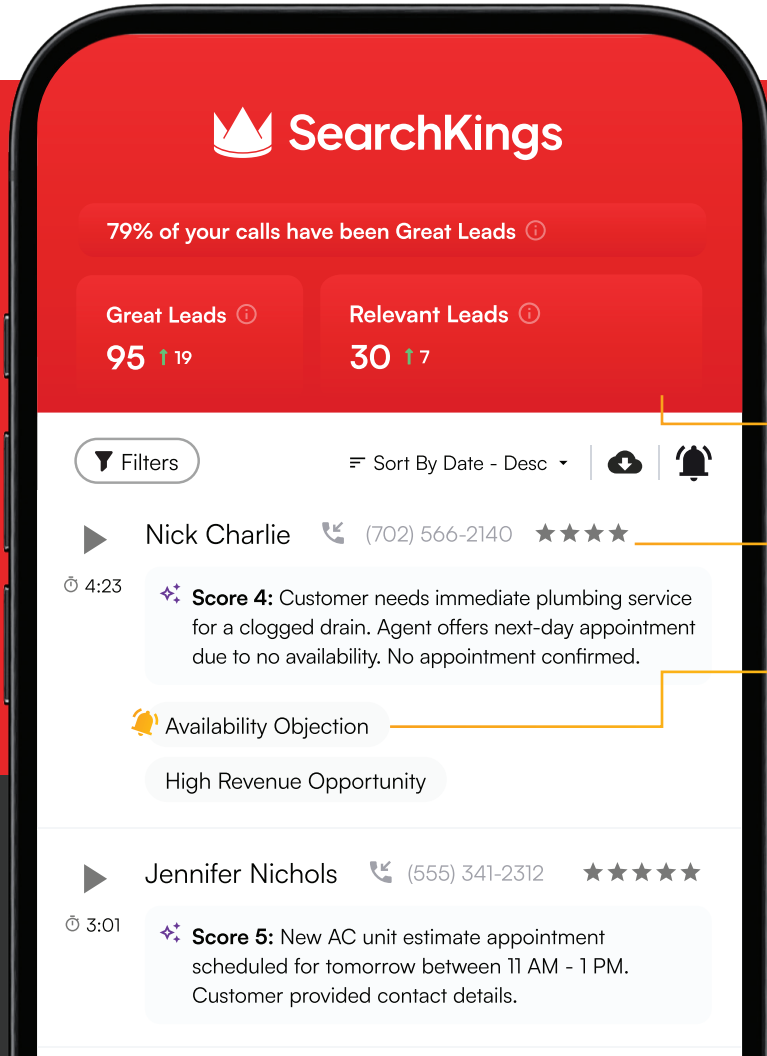 SearchKings
79% of your calls have been Great Leads
Great Leads
95 19
Relevant Leads
30 7
Filters
Sort By Date - Desc
Nick Charlie (702) 566-2140
4:23
Score 4: Customer needs immediate plumbing service
for a clogged drain. Agent offers next-day appointment
due to no availability. No appointment confirmed.
Availability Objection
High Revenue Opportunity
Jennifer Nichols (555) 341-2312
3:01
Score 5: New AC unit estimate appointment
scheduled for tomorrow between 11 AM - 1 PM.
Customer provided contact details.